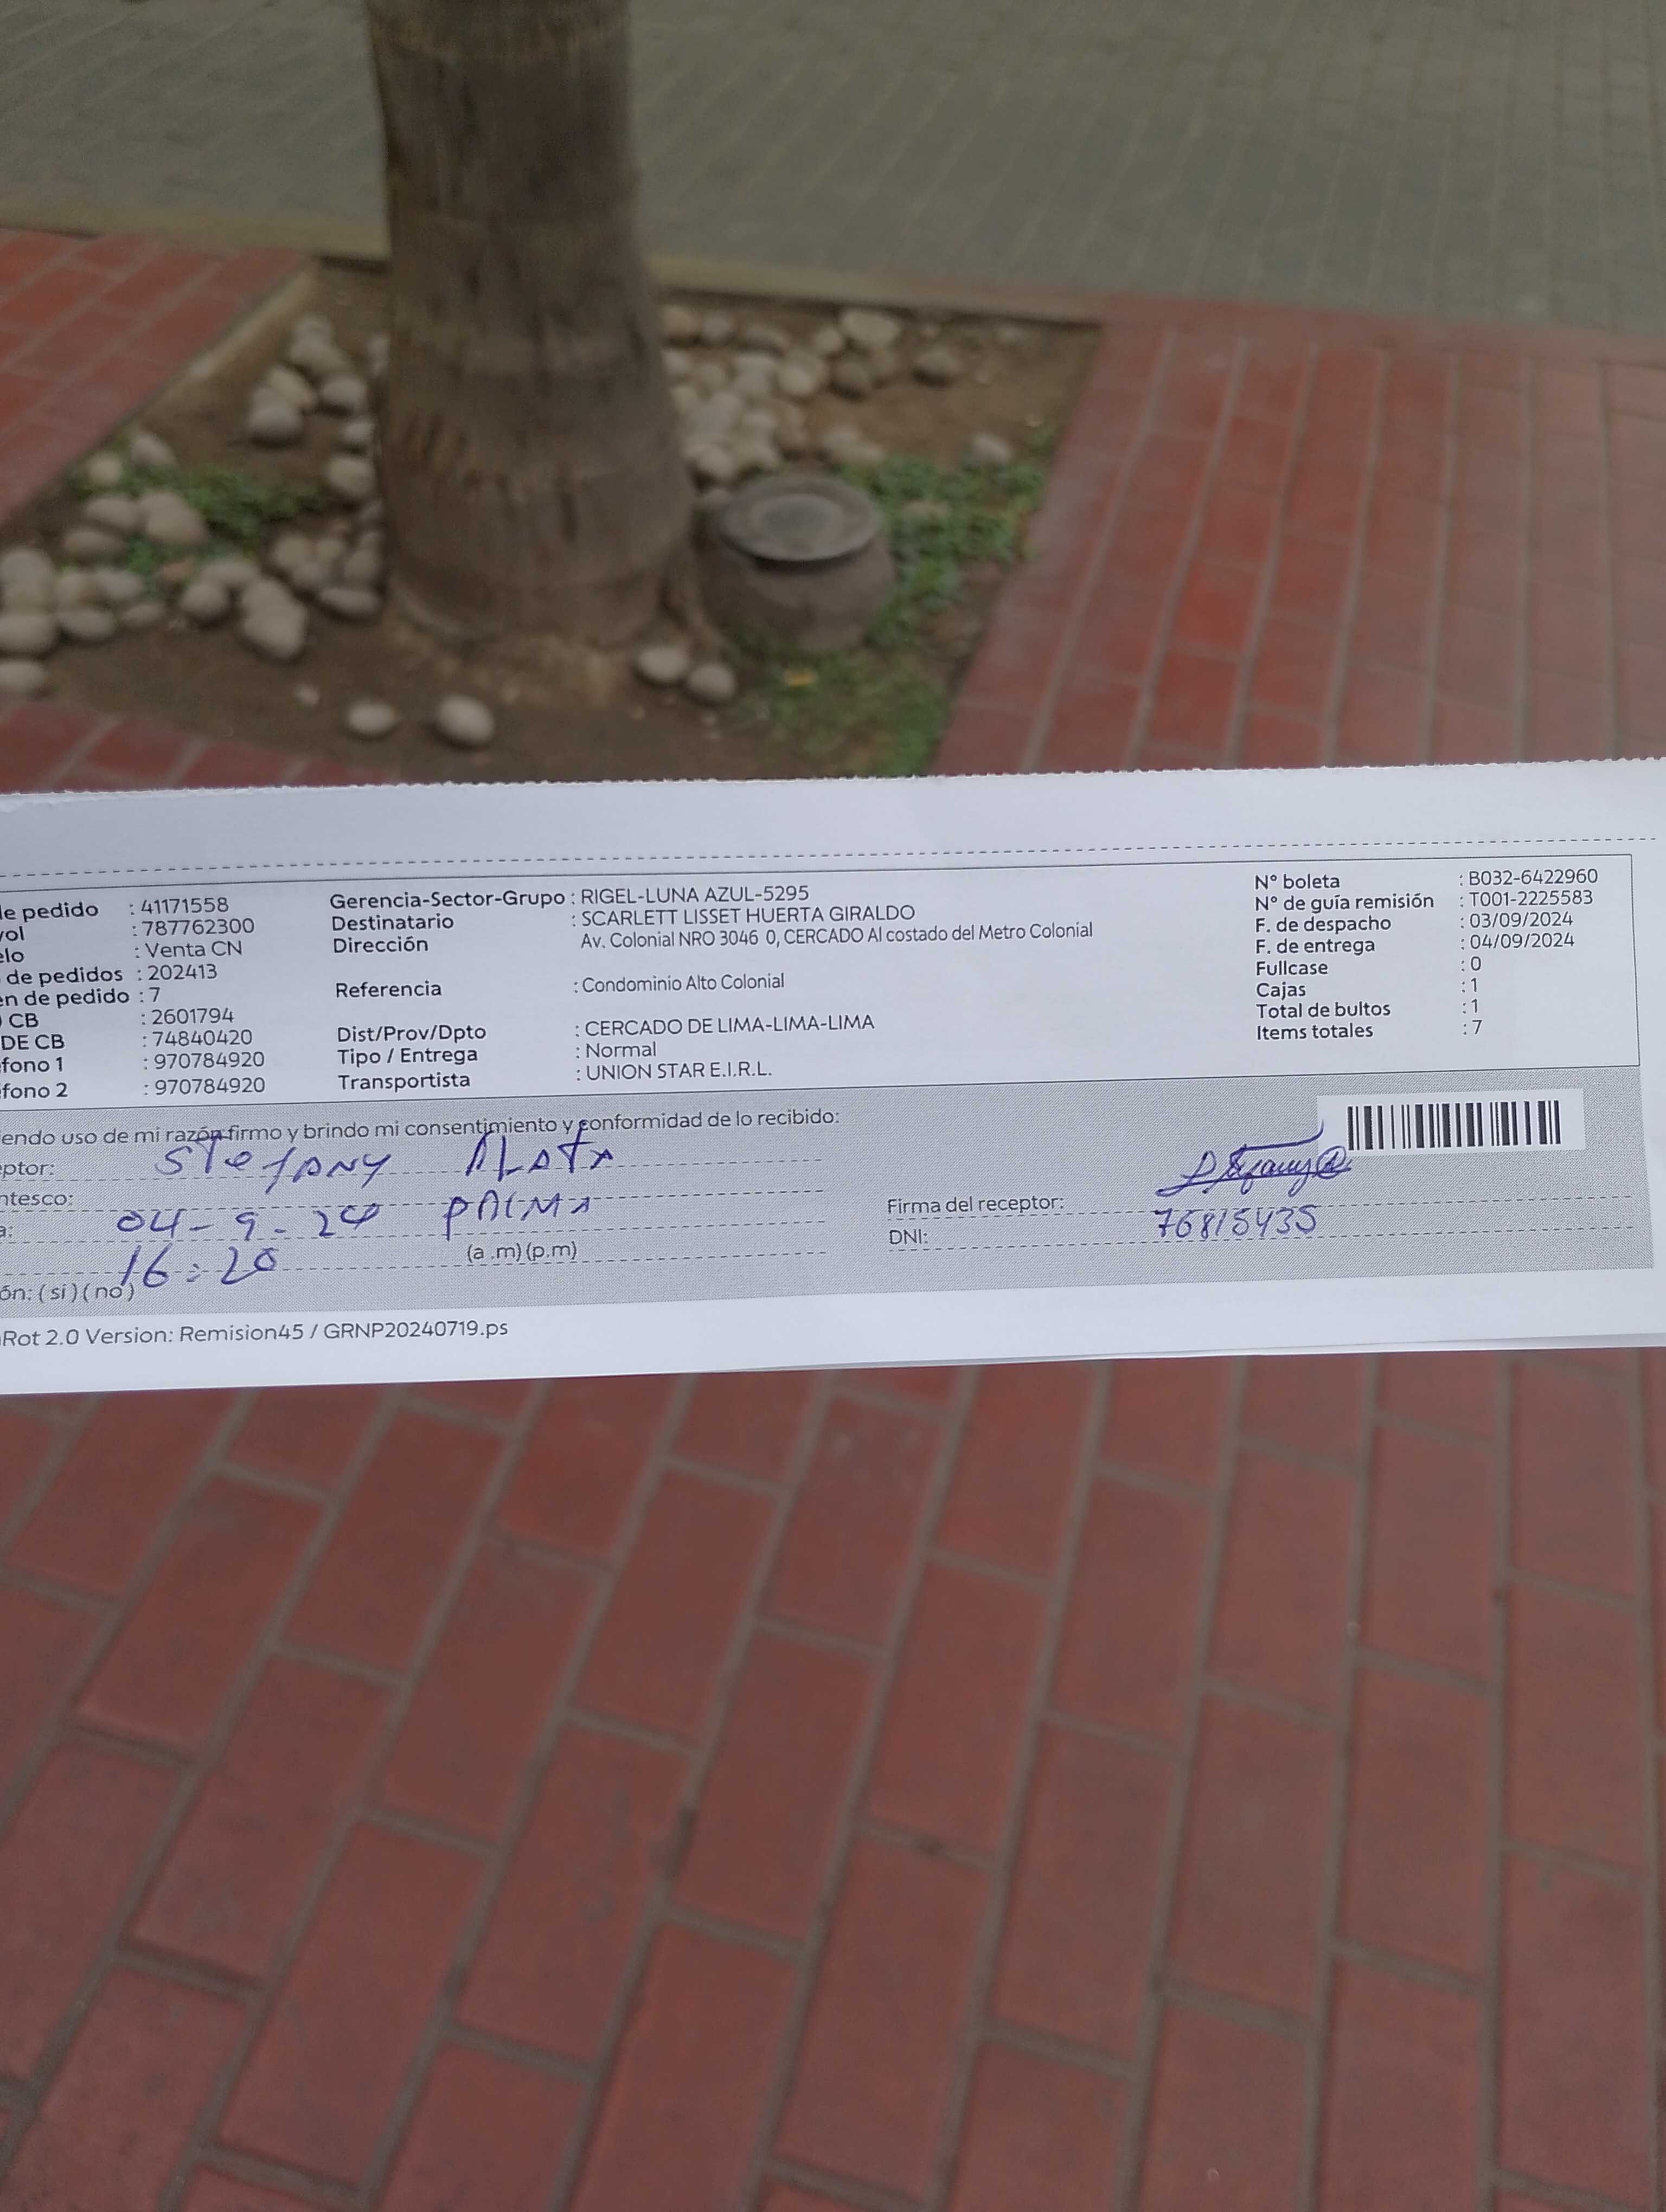 de pedido : 41171558
vol : 787762300
elo : Venta CN
de pedidos : 202413
en de pedido : 7
CB : 2601794
DE CB : 74840420
fono 1 : 970784920
fono 2 : 970784920
Gerencia-Sector-Grupo : RIGEL-LUNA AZUL-5295
Destinatario : SCARLETT LISSET HUERTA GIRALDO
Dirección Av. Colonial NRO 3046 0, CERCADO Al costado del Metro Colonial
Referencia : Condominio Alto Colonial
Dist/Prov/Dpto : CERCADO DE LIMA-LIMA-LIMA
Tipo / Entrega : Normal
Transportista : UNION STAR E.I.R.L.
N° boleta : B032-6422960
N° de guía remisión : T001-2225583
F. de despacho : 03/09/2024
F. de entrega : 04/09/2024
Fullcase : 0
Cajas : 1
Total de bultos : 1
Items totales : 7
endo uso de mi razón firmo y brindo mi consentimiento y conformidad de lo recibido:
ptor: Stefany Alata
ntesco:
a: 04-9-24 PALMA
16:20 (a .m) (p.m)
ón: ( si ) ( no )
Firma del receptor:
DNI: 76815435
Rot 2.0 Version: Remision45 / GRNP20240719.ps